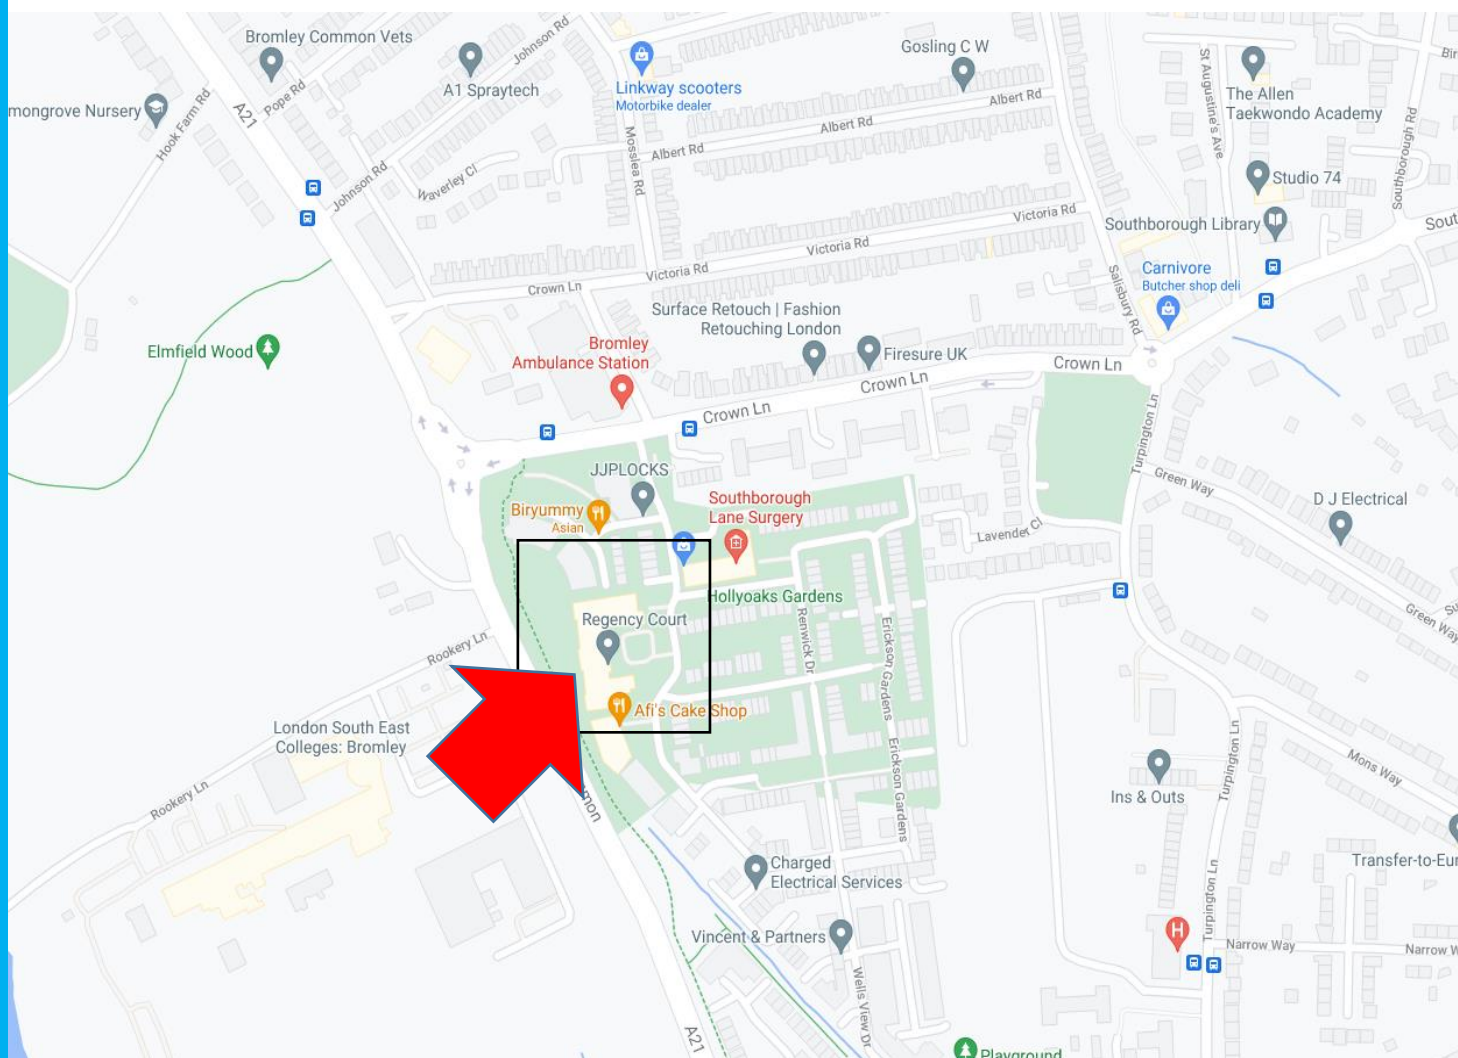 Bromley Common Vets
A1 Spraytech
Johnson Rd
Linkway scooters
Motorbike dealer
Gosling C W
St Augustine's Ave
The Allen
Taekwondo Academy
mongrove Nursery
A21
Pope Rd
Hook Farm Rd
Albert Rd
Albert Rd
Albert Rd
Mosslea Rd
Southborough Rd
Johnson Rd
Waverley Cl
Studio 74
Victoria Rd
Victoria Rd
Victoria Rd
Southborough Library
Crown Ln
Salisbury Rd
Carnivore
Butcher shop deli
Elmfield Wood
Surface Retouch | Fashion
Retouching London
Bromley
Ambulance Station
Firesure UK
Crown Ln
Crown Ln
Crown Ln
Turpington Ln
JJPLOCKS
Green Way
D J Electrical
Biryummy
Asian
Southborough
Lane Surgery
Lavender Cl
Hollyoaks Gardens
Regency Court
Renwick Dr
Erickson Gardens
Green Way
Rookery Ln
Afi's Cake Shop
London South East
Colleges: Bromley
Erickson Gardens
Turpington Ln
Mons Way
Rookery Ln
Ins & Outs
mon
Charged
Electrical Services
Transfer-to-Eur
Turpington Ln
Vincent & Partners
H
Narrow Way
Narrow W
Wells View Dr
A21
Playground